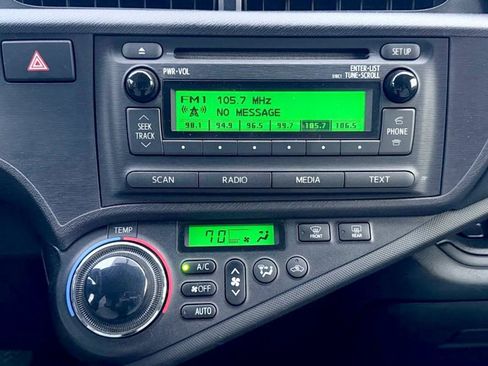 SET UP
PWR•VOL
ENTER•LIST
TUNE•SCROLL
FM1 105.7 MHz
NO MESSAGE
98.1 94.9 96.5 99.7 105.7 106.5
SEEK
TRACK
PHONE
SCAN RADIO MEDIA TEXT
TEMP
70
FRONT REAR
A/C
OFF
AUTO